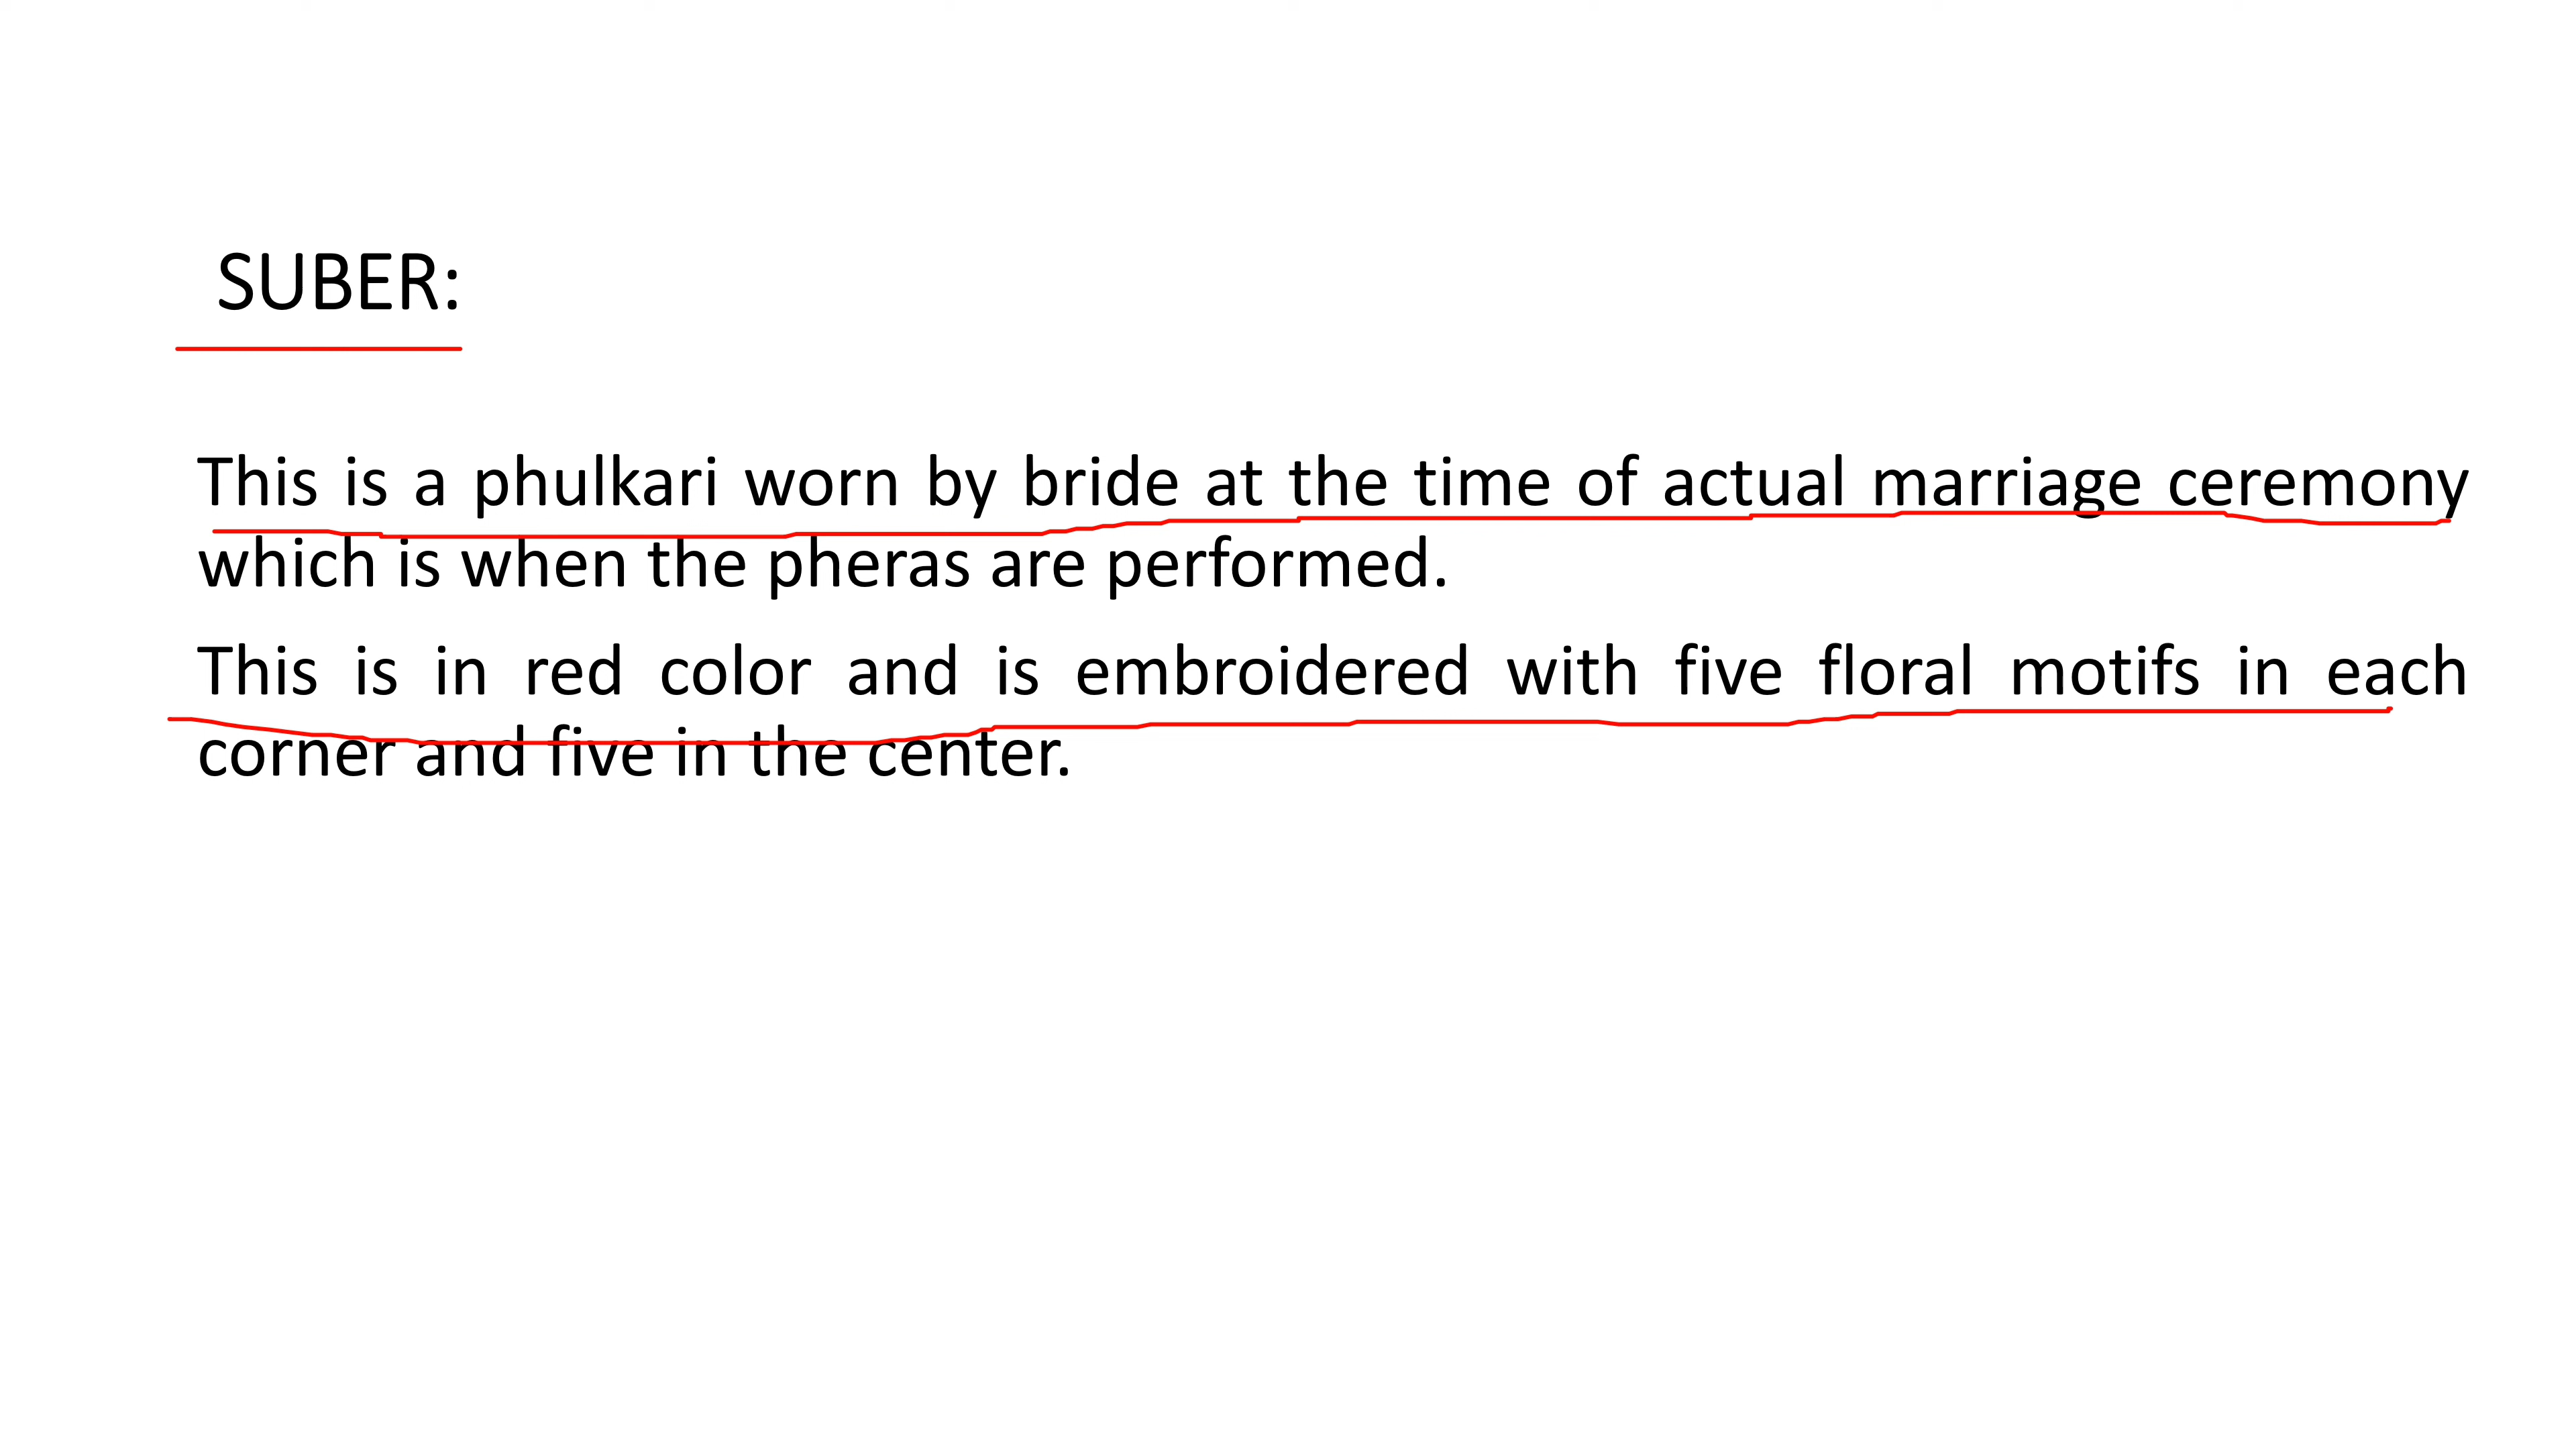 SUBER:
This is a phulkari worn by bride at the time of actual marriage ceremony
which is when the pheras are performed.
This is in red color and is embroidered with five floral motifs in each
corner and five in the center.